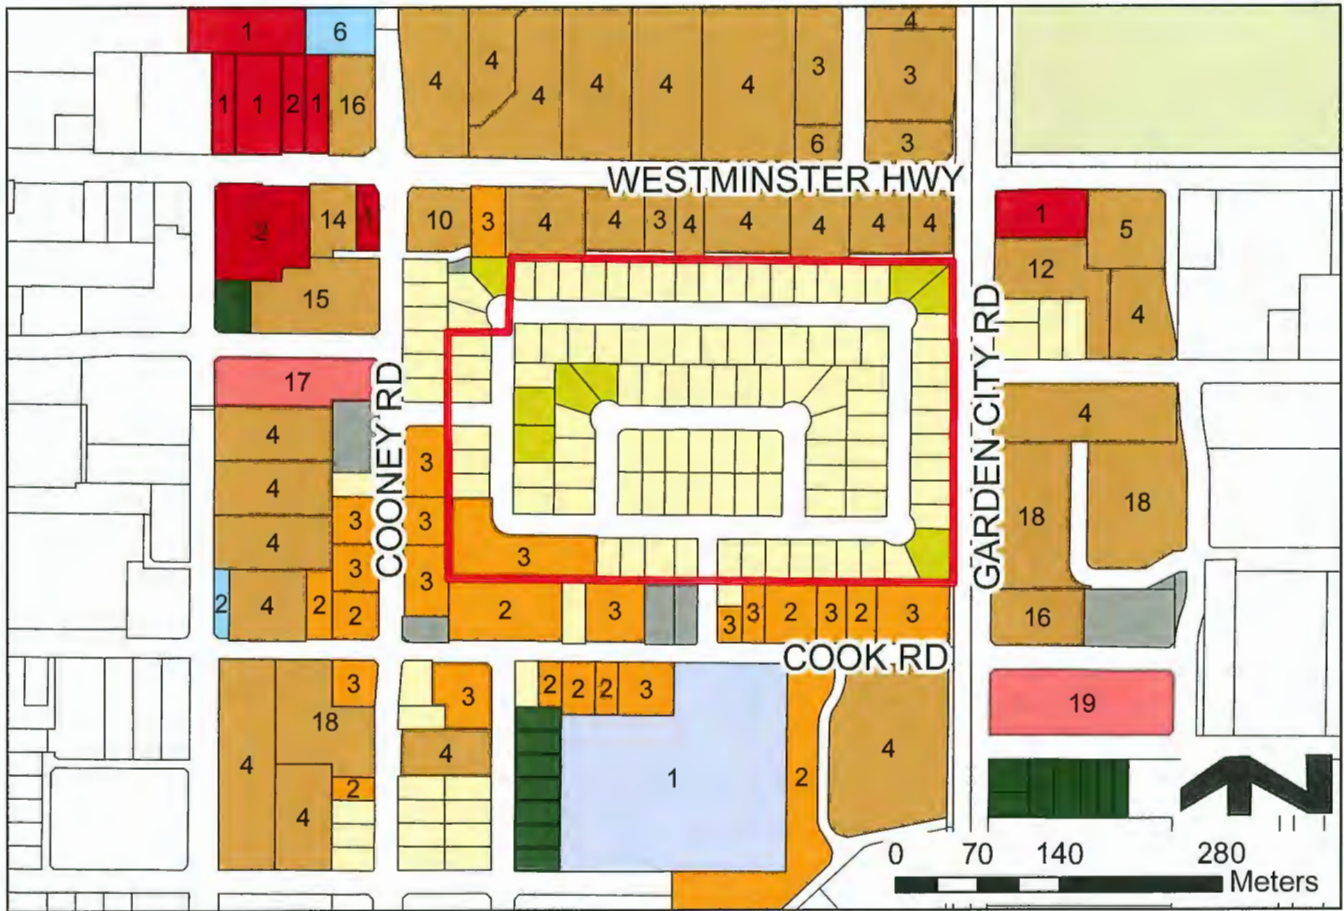 1 6 4
4 4 4 4 4 4 3 3
1 1 2 1 16 6 3
WESTMINSTER HWY
2 14 10 3 4 4 3 4 4 4 4 4 1 5
15 12 4
17
COONEY RD
GARDEN CITY RD
4 4
4 3 18 18
4 3 3 3
3 3
2 4 2 2 2 3 3 3 2 3 2 3 16
COOK RD
3 3 2 2 2 3 19
18
4 4 1 2 4
2
4
0 70 140 280
Meters
N